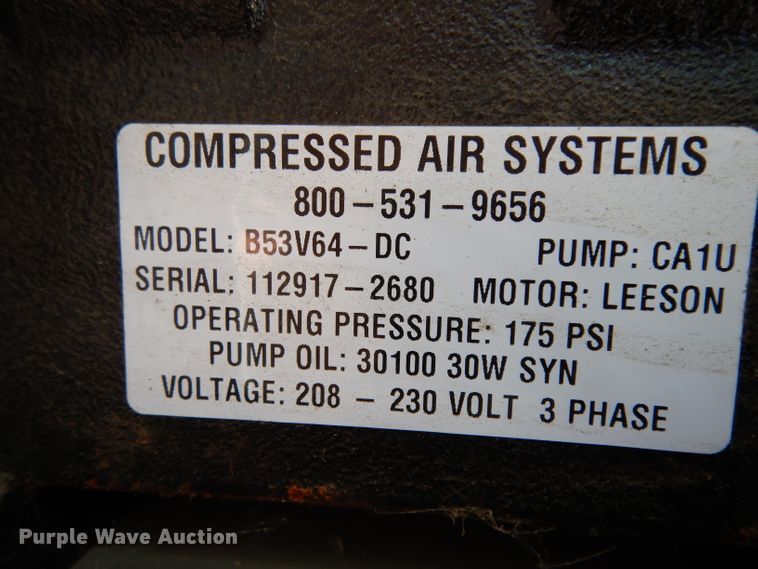 COMPRESSED AIR SYSTEMS
800-531-9656
MODEL: B53V64-DC PUMP: CA1U
SERIAL: 112917-2680 MOTOR: LEESON
OPERATING PRESSURE: 175 PSI
PUMP OIL: 30100 30W SYN
VOLTAGE: 208 - 230 VOLT 3 PHASE
Purple Wave Auction